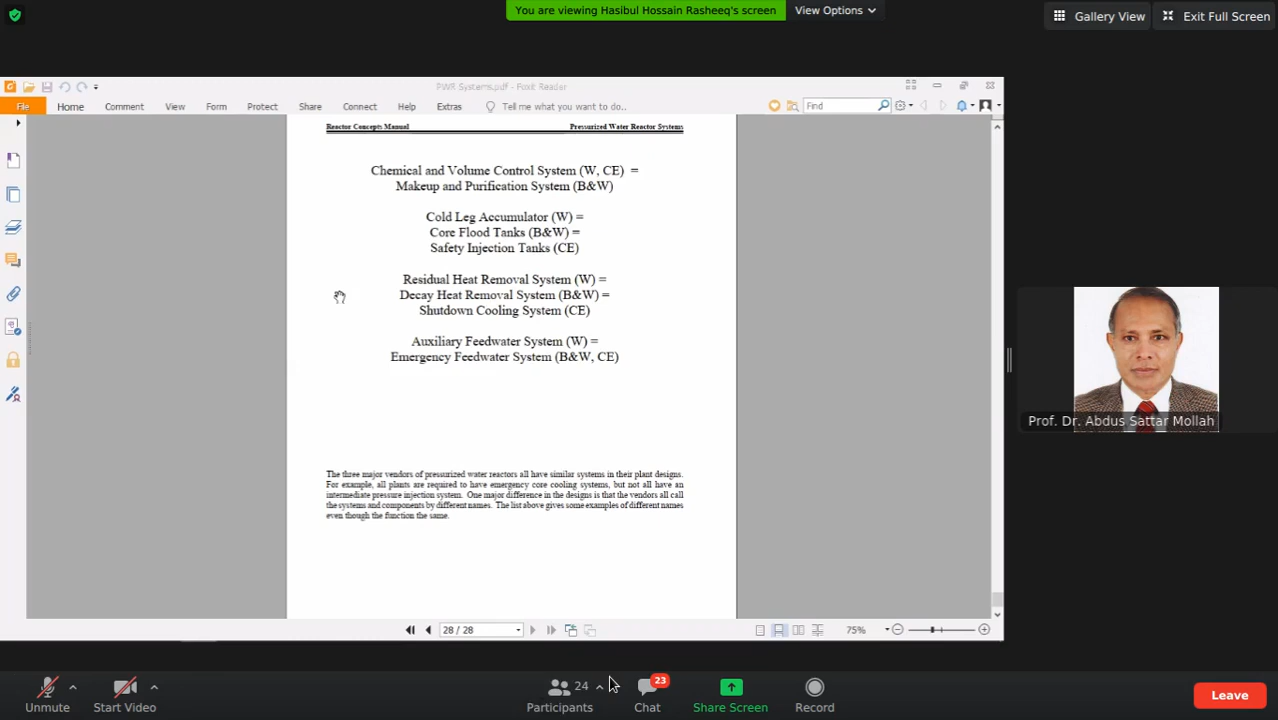 You are viewing Hasibul Hossain Rasheeq's screen
View Options
Gallery View
Exit Full Screen
PWR Systems.pdf - Foxit Reader
File Home Comment View Form Protect Share Connect Help Extras Tell me what you want to do.. Find
Reactor Concepts Manual Pressurized Water Reactor Systems
Chemical and Volume Control System (W, CE) =
Makeup and Purification System (B&W)
Cold Leg Accumulator (W) =
Core Flood Tanks (B&W) =
Safety Injection Tanks (CE)
Residual Heat Removal System (W) =
Decay Heat Removal System (B&W) =
Shutdown Cooling System (CE)
Auxiliary Feedwater System (W) =
Emergency Feedwater System (B&W, CE)
The three major vendors of pressurized water reactors all have similar systems in their plant designs.
For example, all plants are required to have emergency core cooling systems, but not all have an
intermediate pressure injection system. One major difference in the designs is that the vendors all call
the systems and components by different names. The list above gives some examples of different names
even though the function the same.
28 / 28
75%
Prof. Dr. Abdus Sattar Mollah
Unmute
Start Video
24
Participants
23
Chat
Share Screen
Record
Leave